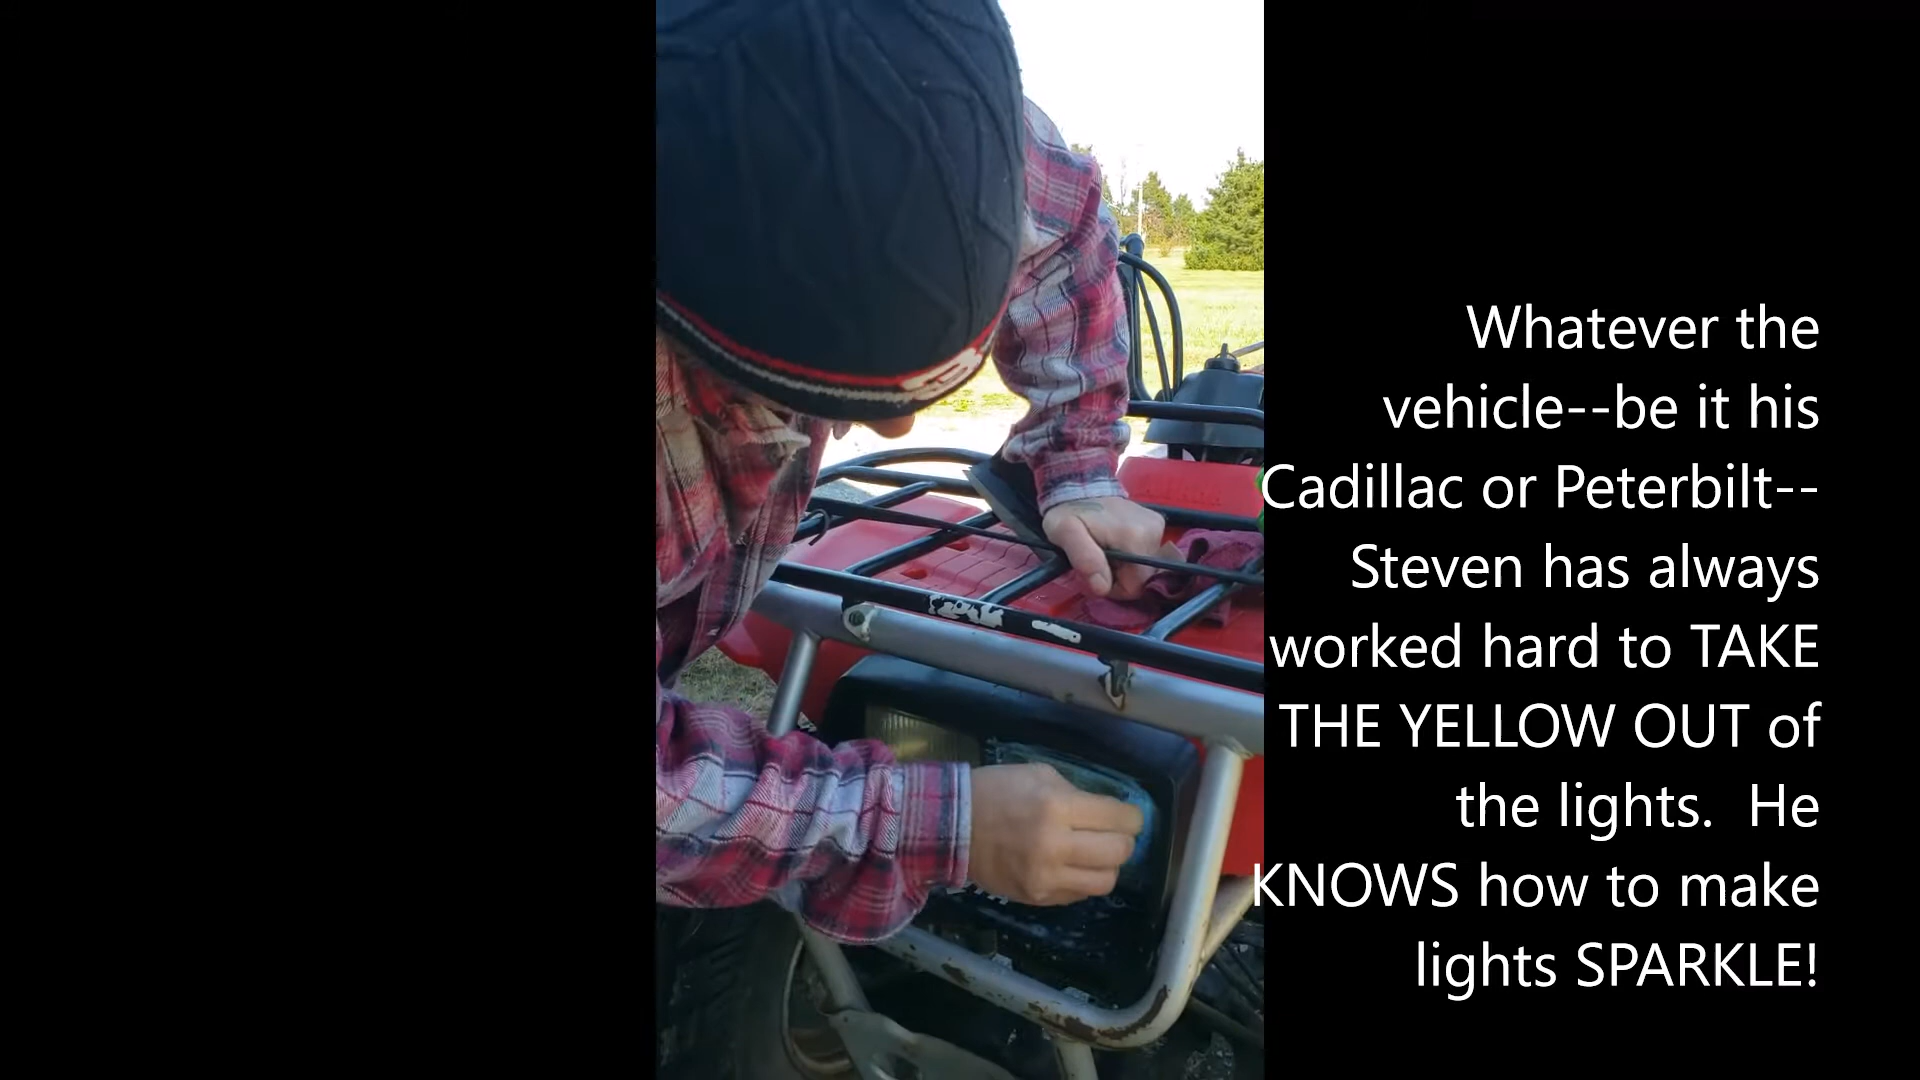 Whatever the
vehicle--be it his
Cadillac or Peterbilt--
Steven has always
worked hard to TAKE
THE YELLOW OUT of
the lights.  He
KNOWS how to make
lights SPARKLE!